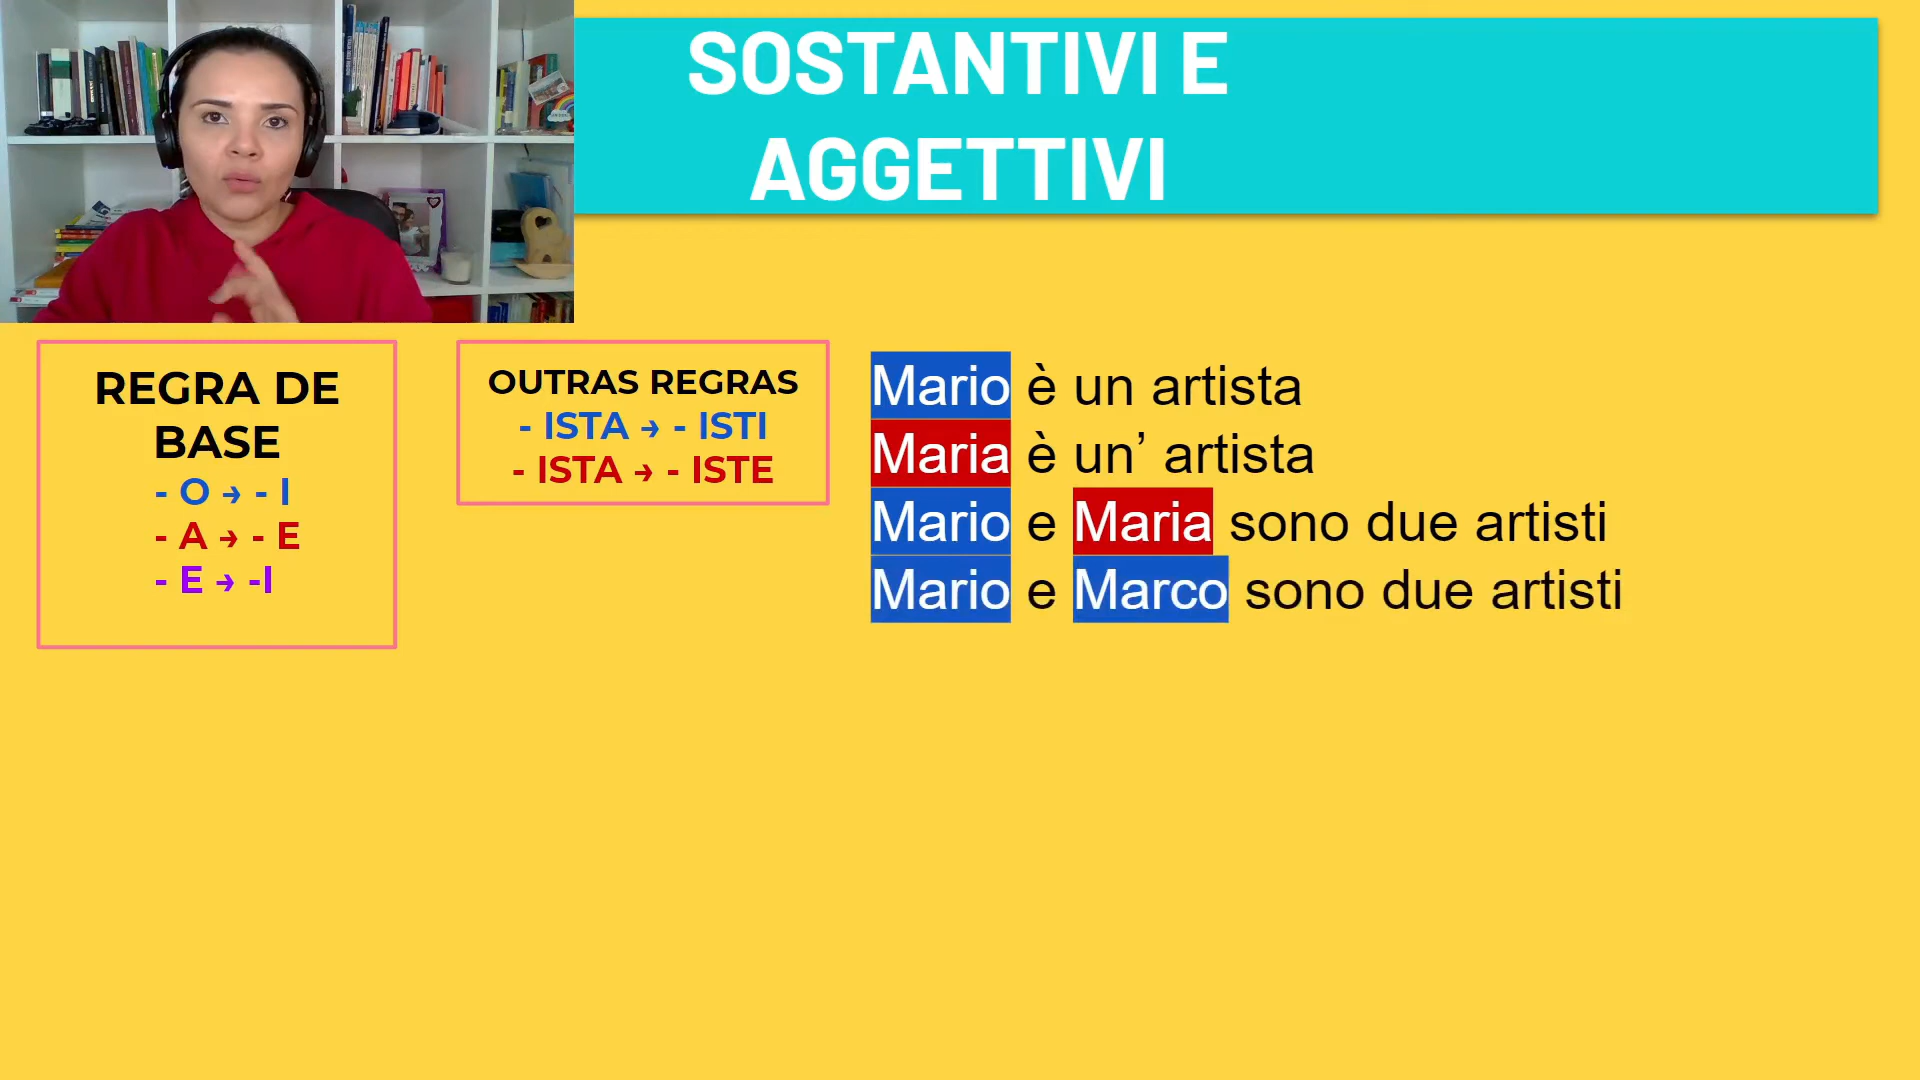 SOSTANTIVI E
AGGETTIVI
REGRA DE
BASE
- O → - I
- A → - E
- E → -I
OUTRAS REGRAS
- ISTA → - ISTI
- ISTA → - ISTE
Mario è un artista
Maria è un’ artista
Mario e Maria sono due artisti
Mario e Marco sono due artisti